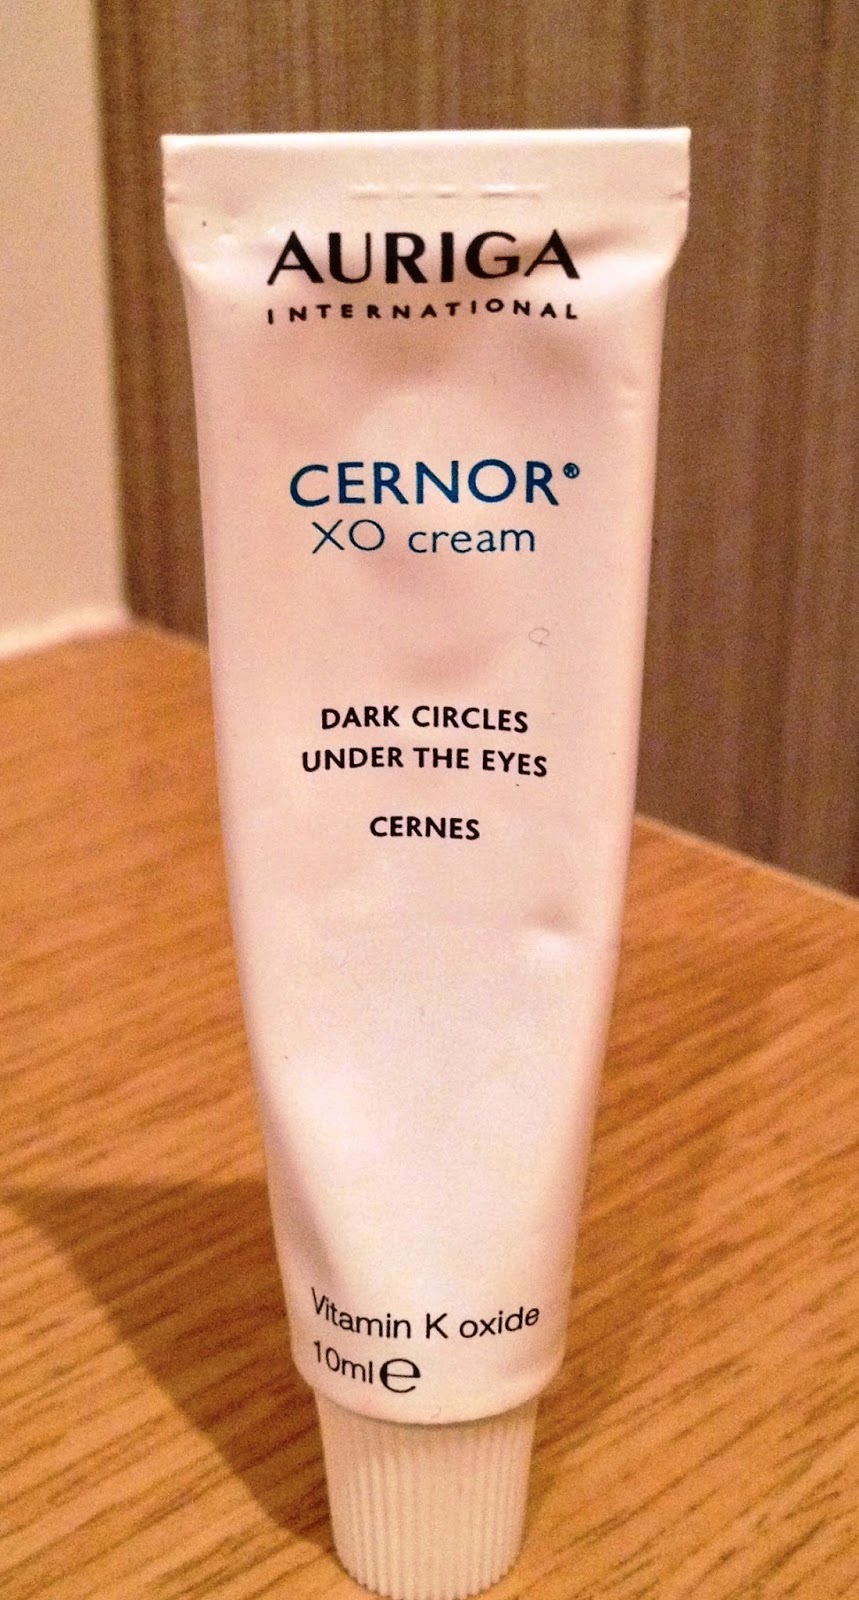 AURIGA
INTERNATIONAL
CERNOR®
XO cream
DARK CIRCLES
UNDER THE EYES
CERNES
Vitamin K oxide
10ml ℮